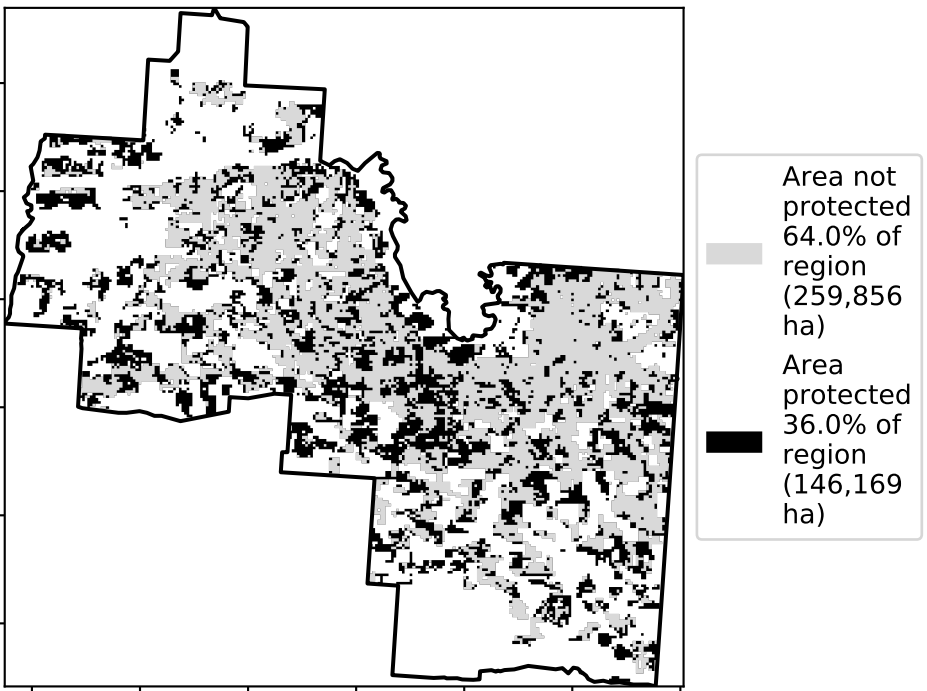 Area not
protected
64.0% of
region
(259,856
ha)
Area
protected
36.0% of
region
(146,169
ha)